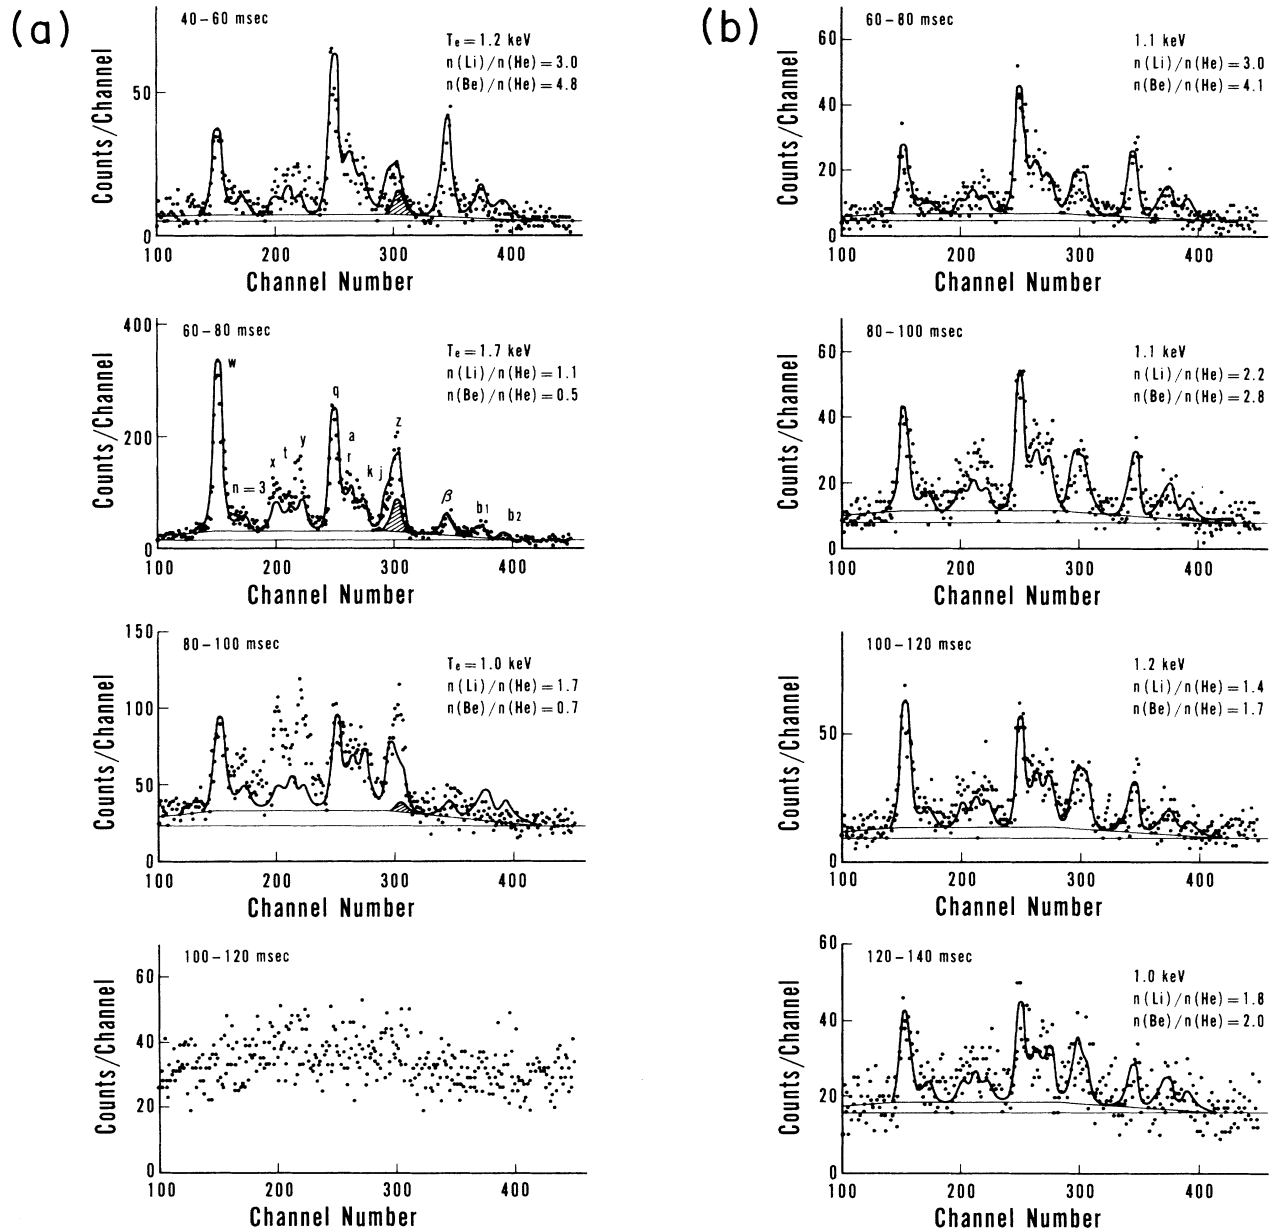 (a)
40–60 msec
Te=1.2 keV
n(Li)/n(He)=3.0
n(Be)/n(He)=4.8
50
0
100 200 300 400
Counts/Channel
Channel Number
z
60–80 msec
Te=1.7 keV
n(Li)/n(He)=1.1
n(Be)/n(He)=0.5
400
200
0
100 200 300 400
Counts/Channel
Channel Number
w
n=3
x
t
y
q
a
r
k j
z
β
b1
b2
80–100 msec
Te=1.0 keV
n(Li)/n(He)=1.7
n(Be)/n(He)=0.7
150
100
50
0
100 200 300 400
Counts/Channel
Channel Number
100–120 msec
60
40
20
0
100 200 300 400
Counts/Channel
Channel Number
(b)
60–80 msec
1.1 keV
n(Li)/n(He)=3.0
n(Be)/n(He)=4.1
60
40
20
0
100 200 300 400
Counts/Channel
Channel Number
80–100 msec
1.1 keV
n(Li)/n(He)=2.2
n(Be)/n(He)=2.8
60
40
20
0
100 200 300 400
Counts/Channel
Channel Number
100–120 msec
1.2 keV
n(Li)/n(He)=1.4
n(Be)/n(He)=1.7
50
0
100 200 300 400
Counts/Channel
Channel Number
120–140 msec
1.0 keV
n(Li)/n(He)=1.8
n(Be)/n(He)=2.0
60
40
20
0
100 200 300 400
Counts/Channel
Channel Number